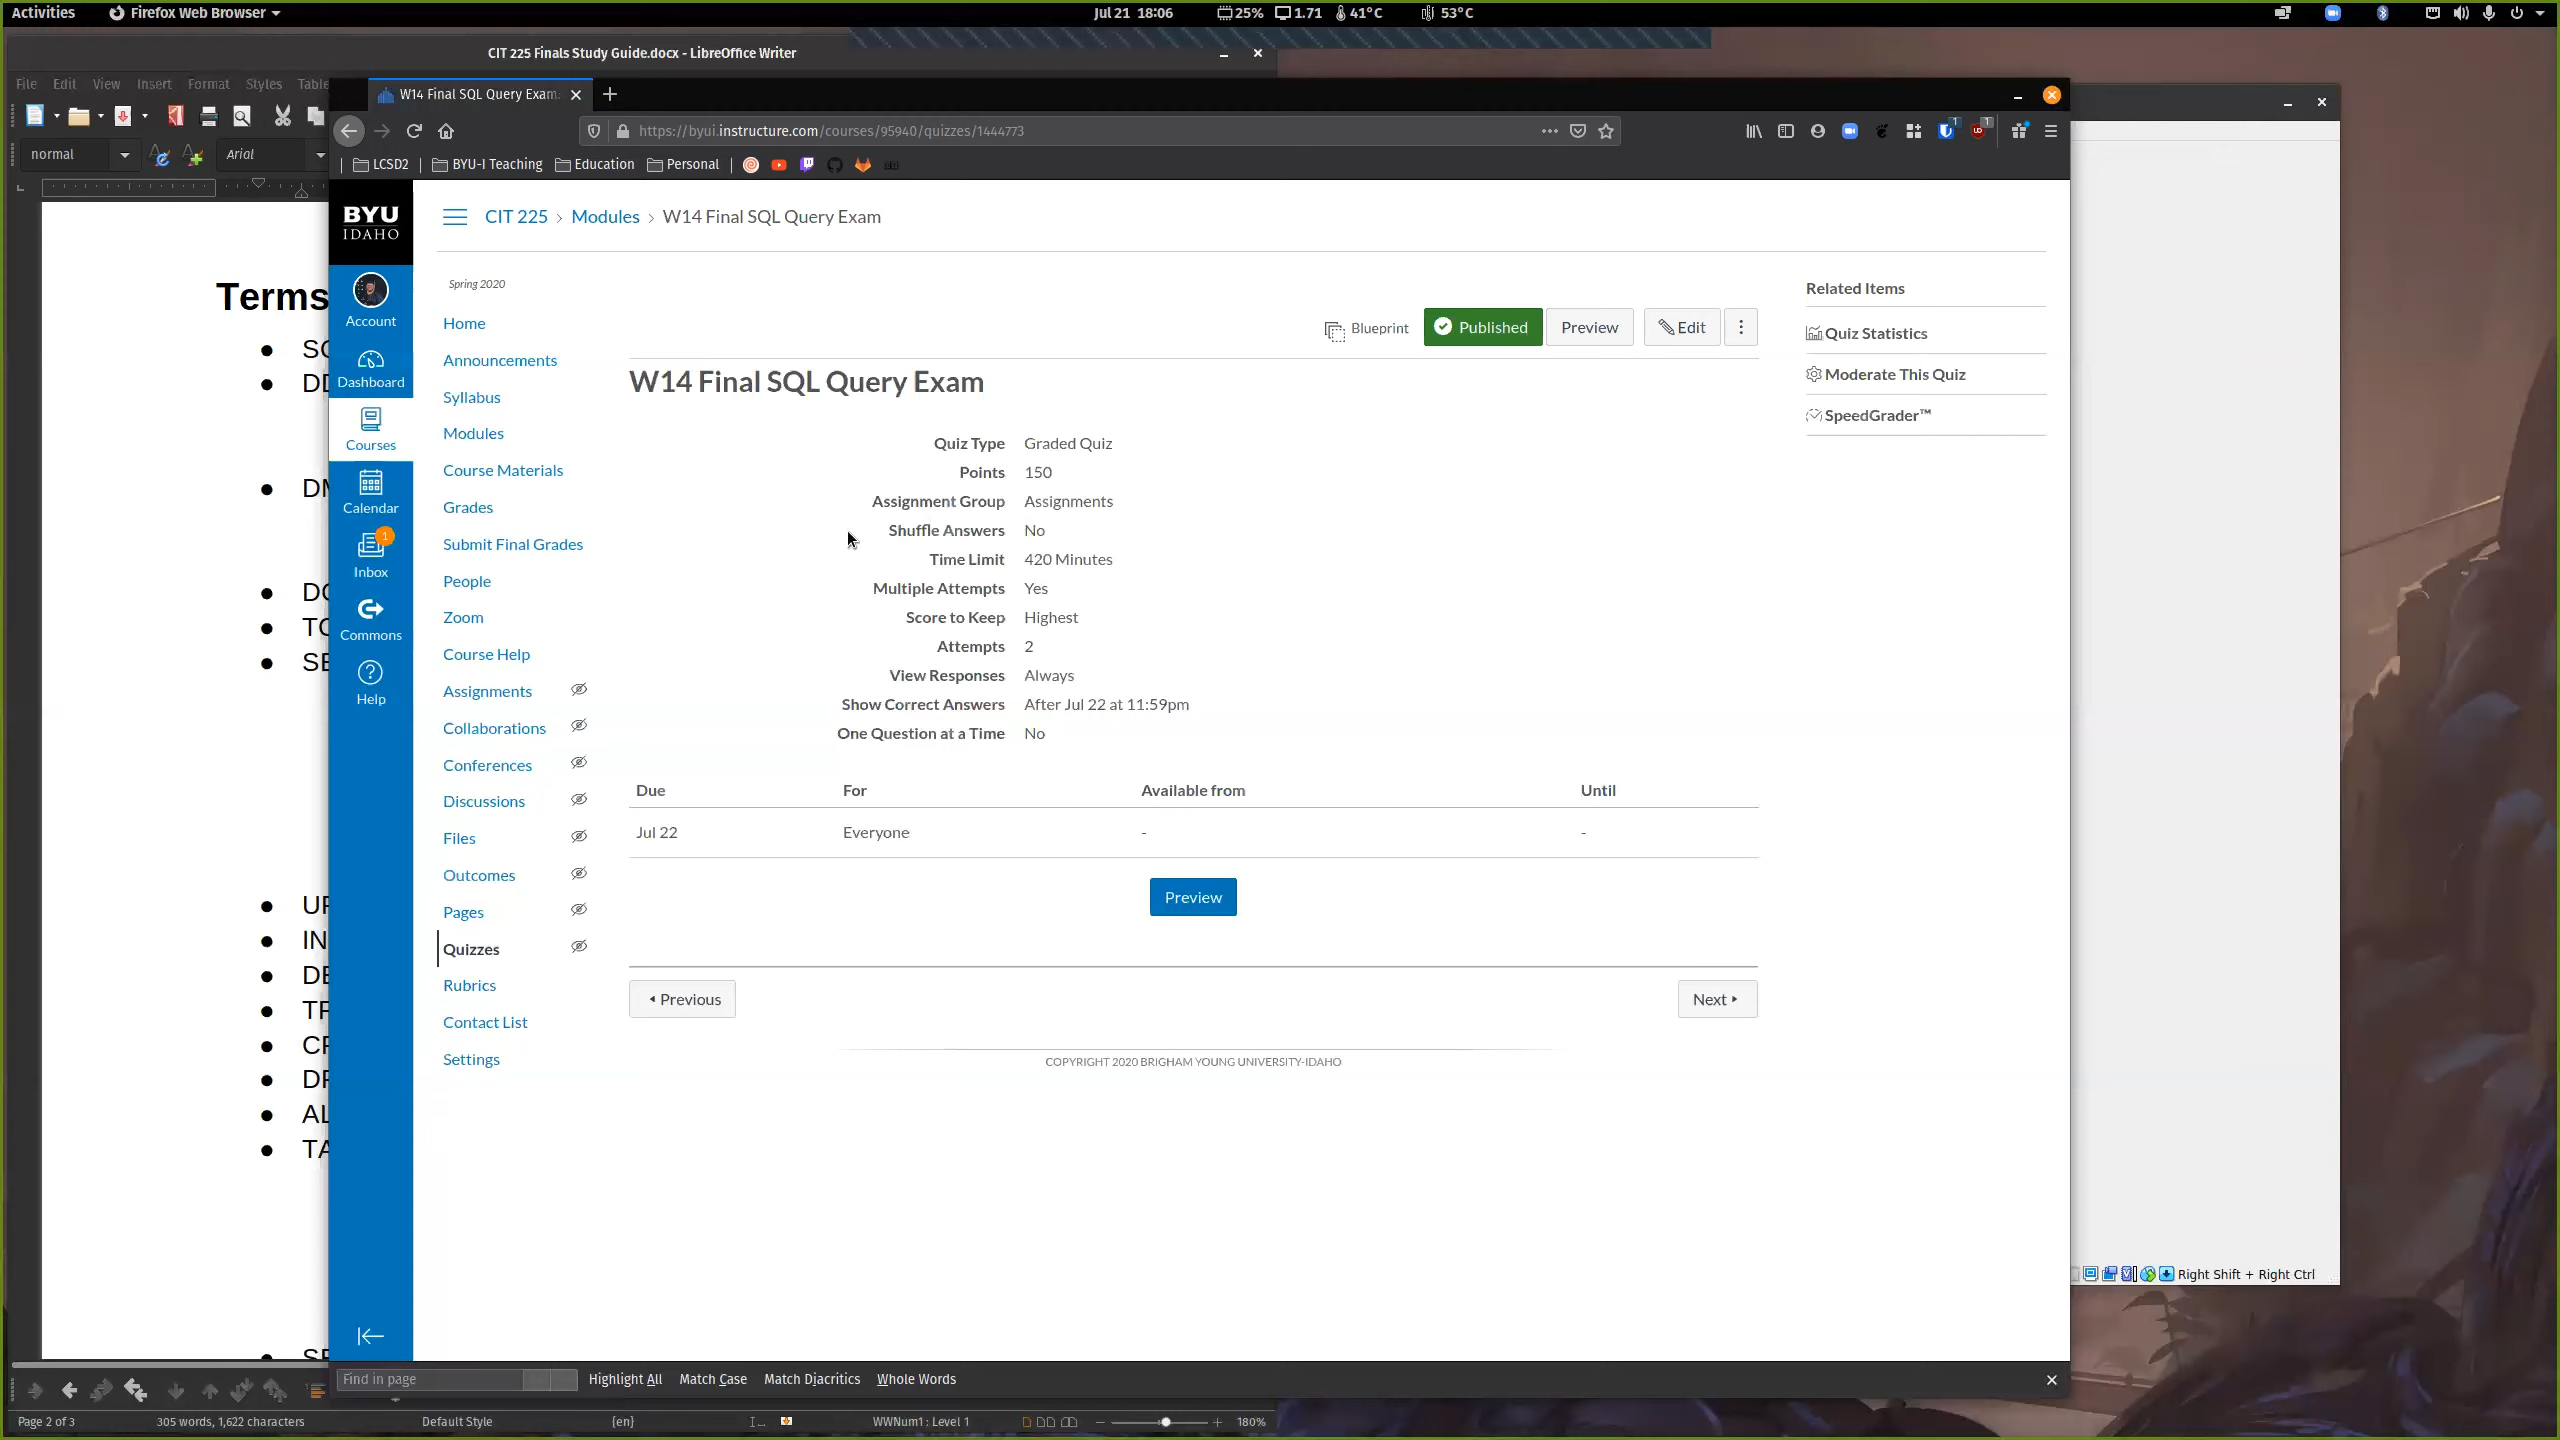 Activities
Firefox Web Browser
Jul 21 18:06
25%
1.71
41°C
53°C
CIT 225 Finals Study Guide.docx - LibreOffice Writer
File Edit View Insert Format Styles Table
normal
Arial
W14 Final SQL Query Exam
https://byui.instructure.com/courses/95940/quizzes/1444773
LCSD2
BYU-I Teaching
Education
Personal
Terms
BYU
IDAHO
Account
Dashboard
Courses
Calendar
1
Inbox
Commons
Help
CIT 225 › Modules › W14 Final SQL Query Exam
Spring 2020
Home
Announcements
Syllabus
Modules
Course Materials
Grades
Submit Final Grades
People
Zoom
Course Help
Assignments
Collaborations
Conferences
Discussions
Files
Outcomes
Pages
Quizzes
Rubrics
Contact List
Settings
Blueprint
Published
Preview
Edit
W14 Final SQL Query Exam
Quiz Type Graded Quiz
Points 150
Assignment Group Assignments
Shuffle Answers No
Time Limit 420 Minutes
Multiple Attempts Yes
Score to Keep Highest
Attempts 2
View Responses Always
Show Correct Answers After Jul 22 at 11:59pm
One Question at a Time No
Due For Available from Until
Jul 22 Everyone - -
Preview
Previous
Next
COPYRIGHT 2020 BRIGHAM YOUNG UNIVERSITY-IDAHO
Related Items
Quiz Statistics
Moderate This Quiz
SpeedGrader™
Right Shift + Right Ctrl
Find in page
Highlight All
Match Case
Match Diacritics
Whole Words
Page 2 of 3
305 words, 1,622 characters
Default Style
[en]
WWNum1 : Level 1
180%